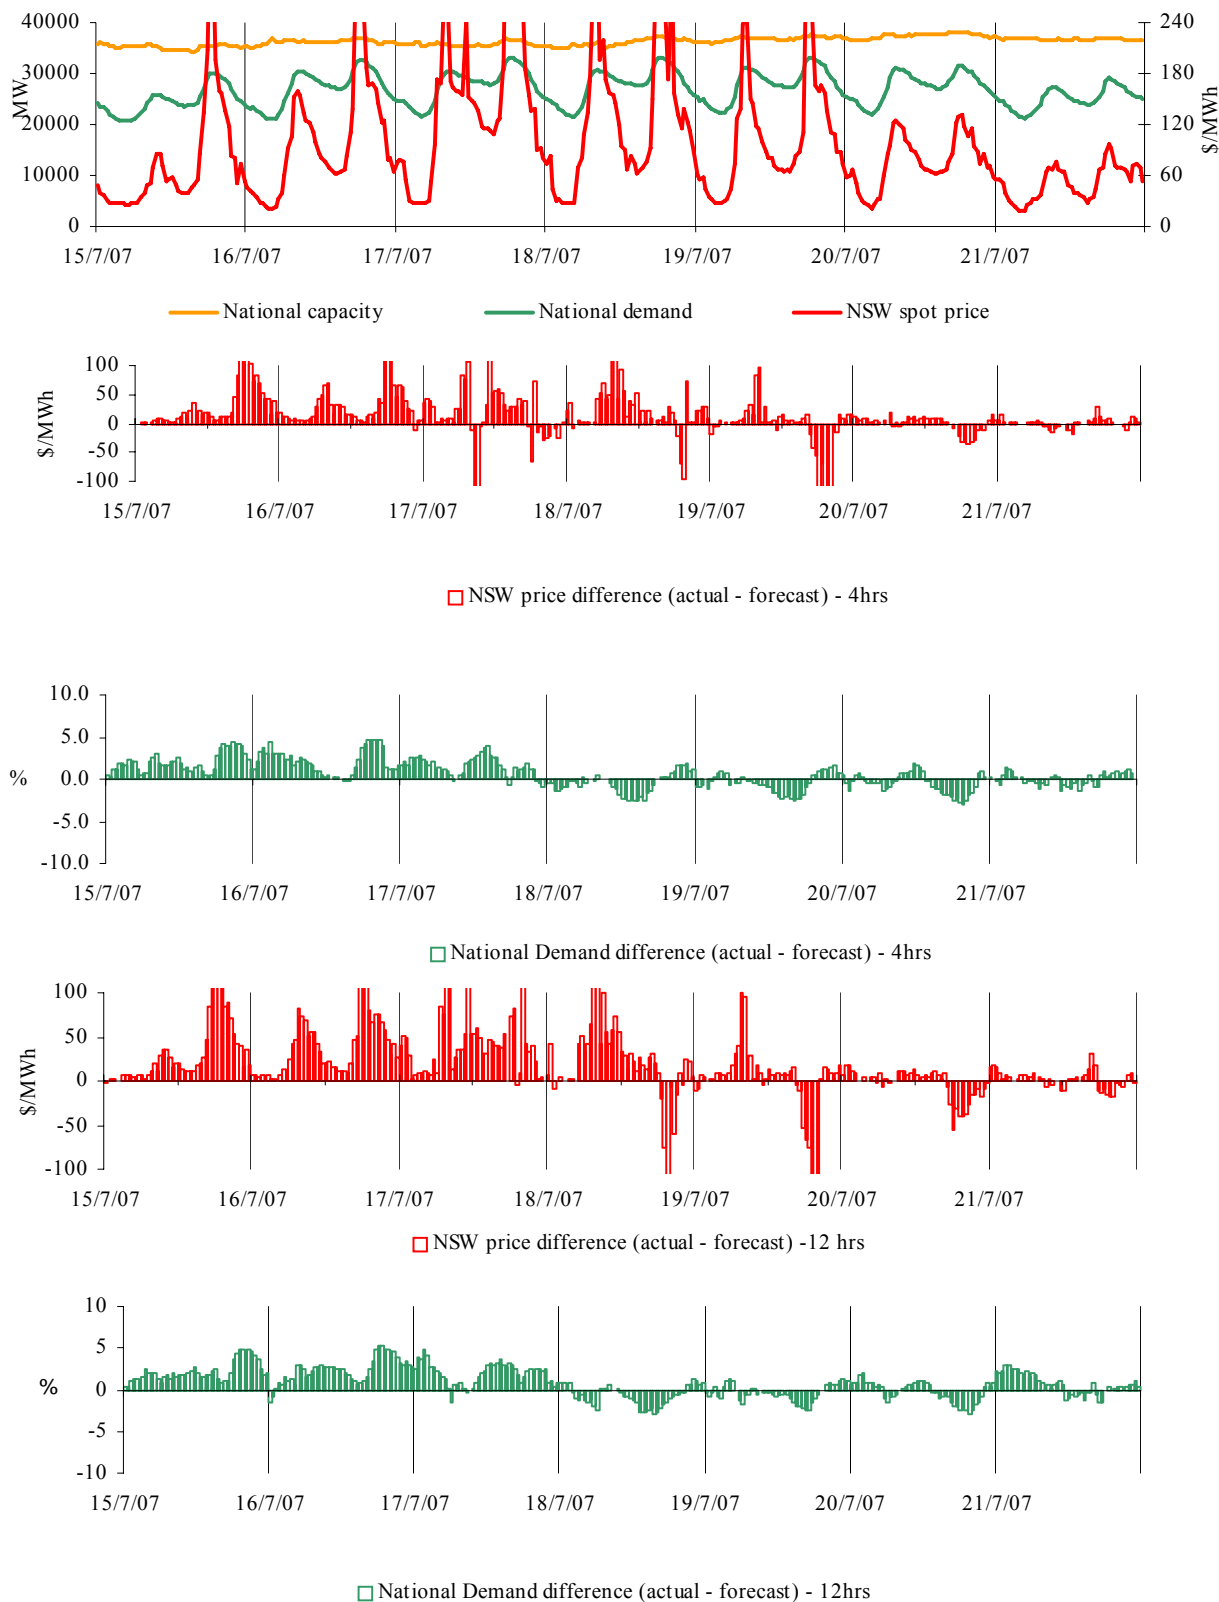 40000
30000
20000
10000
0
MW
240
180
120
60
0
$/MWh
15/7/07 16/7/07 17/7/07 18/7/07 19/7/07 20/7/07 21/7/07
National capacity National demand NSW spot price
100
50
0
-50
-100
$/MWh
15/7/07 16/7/07 17/7/07 18/7/07 19/7/07 20/7/07 21/7/07
NSW price difference (actual - forecast) - 4hrs
10.0
5.0
0.0
-5.0
-10.0
%
15/7/07 16/7/07 17/7/07 18/7/07 19/7/07 20/7/07 21/7/07
National Demand difference (actual - forecast) - 4hrs
100
50
0
-50
-100
$/MWh
15/7/07 16/7/07 17/7/07 18/7/07 19/7/07 20/7/07 21/7/07
NSW price difference (actual - forecast) -12 hrs
10
5
0
-5
-10
%
15/7/07 16/7/07 17/7/07 18/7/07 19/7/07 20/7/07 21/7/07
National Demand difference (actual - forecast) - 12hrs